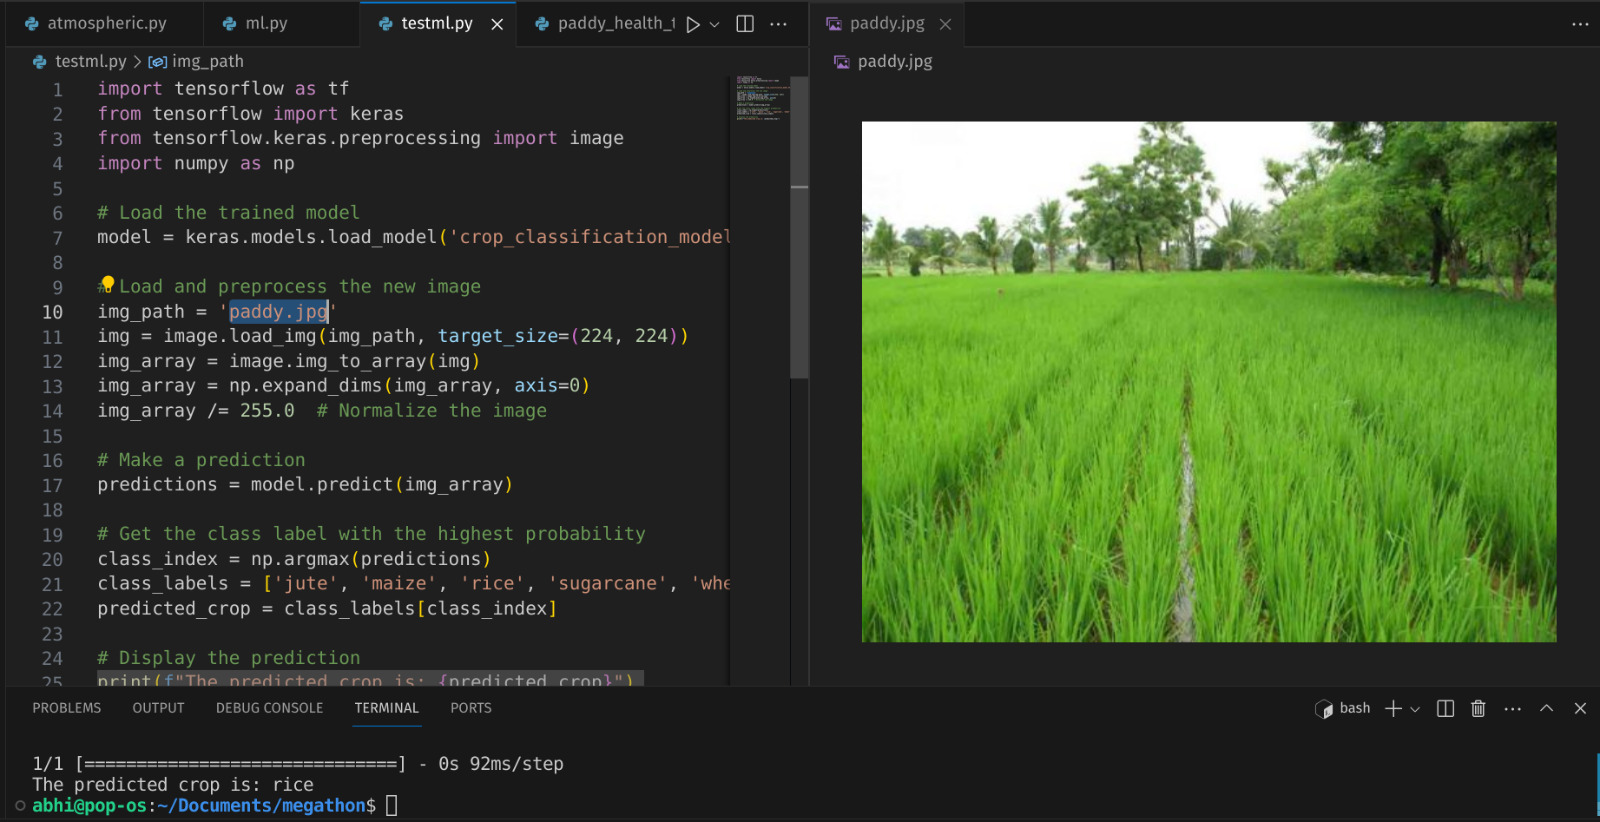 atmospheric.py
ml.py
testml.py
paddy_health_t
paddy.jpg
testml.py > img_path
paddy.jpg
1 import tensorflow as tf
2 from tensorflow import keras
3 from tensorflow.keras.preprocessing import image
4 import numpy as np
5
6 # Load the trained model
7 model = keras.models.load_model('crop_classification_model
8
9 # Load and preprocess the new image
10 img_path = 'paddy.jpg'
11 img = image.load_img(img_path, target_size=(224, 224))
12 img_array = image.img_to_array(img)
13 img_array = np.expand_dims(img_array, axis=0)
14 img_array /= 255.0  # Normalize the image
15
16 # Make a prediction
17 predictions = model.predict(img_array)
18
19 # Get the class label with the highest probability
20 class_index = np.argmax(predictions)
21 class_labels = ['jute', 'maize', 'rice', 'sugarcane', 'whe
22 predicted_crop = class_labels[class_index]
23
24 # Display the prediction
25 print(f"The predicted crop is: {predicted_crop}")
PROBLEMS OUTPUT DEBUG CONSOLE TERMINAL PORTS
bash
1/1 [==============================] - 0s 92ms/step
The predicted crop is: rice
abhi@pop-os:~/Documents/megathon$